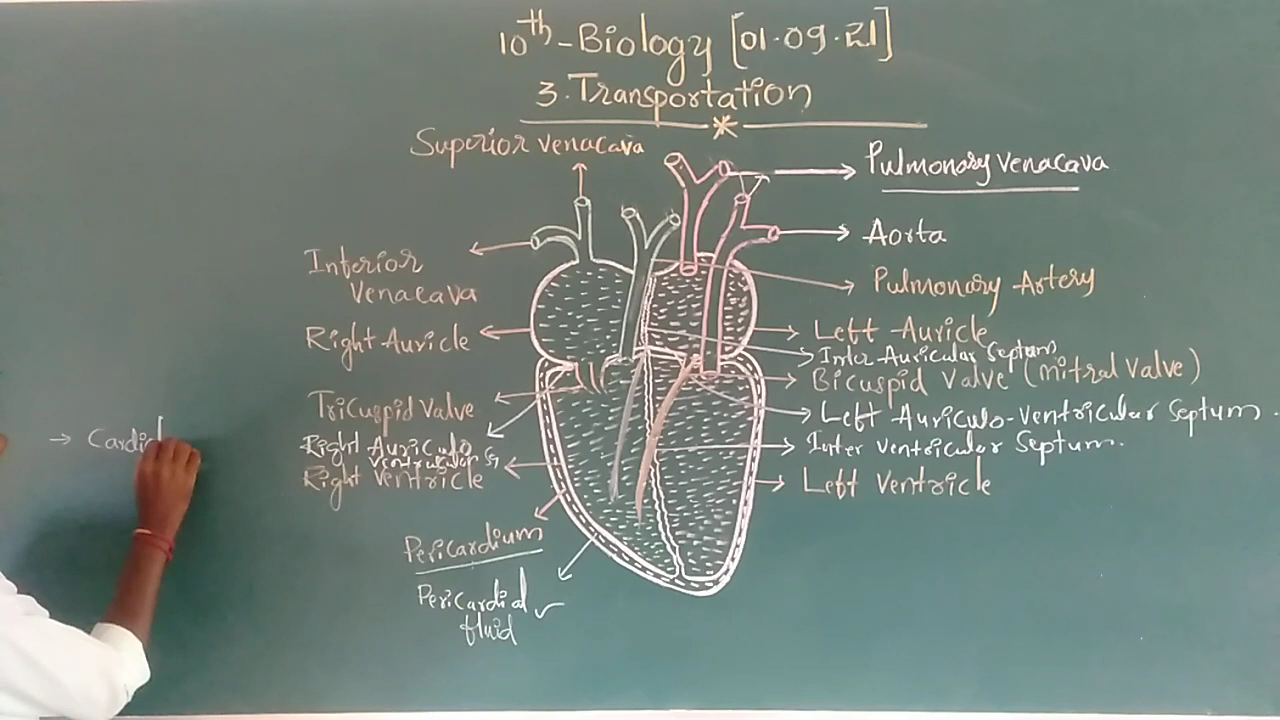 10th-Biology [01.09.21]
3. Transportation
Superior venacava
Pulmonary venacava
Aorta
Interior
Venacava
Pulmonary Artery
Right Auricle
Left Auricle
Inter Auricular Septum
Bicuspid Valve (mitral valve)
Tricuspid valve
Left Auriculo-ventricular septum.
Right Auriculo
ventricular
Inter ventricular Septum.
Right ventricle
Left ventricle
→ Cardia
Pericardium
Pericardial
fluid